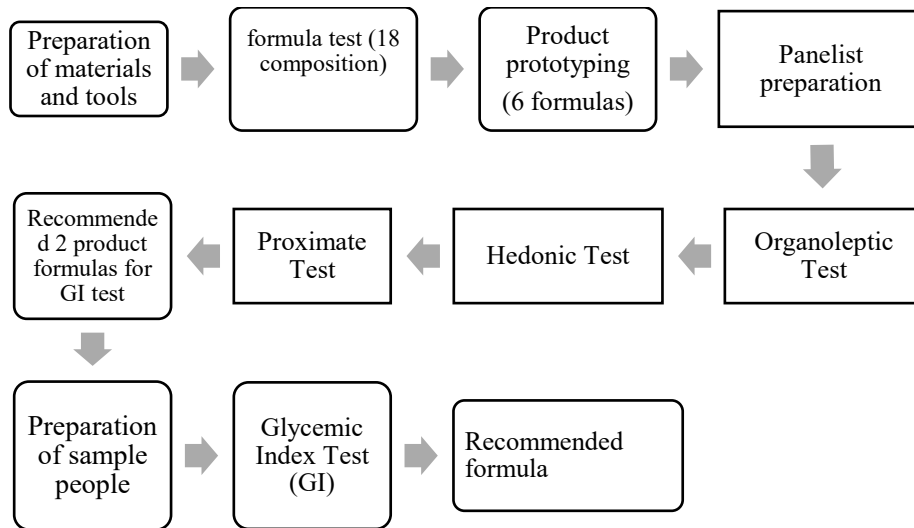 Preparation
of materials
and tools
formula test (18
composition)
Product
prototyping
(6 formulas)
Panelist
preparation
Organoleptic
Test
Hedonic Test
Proximate
Test
Recommende
d 2 product
formulas for
GI test
Preparation
of sample
people
Glycemic
Index Test
(GI)
Recommended
formula